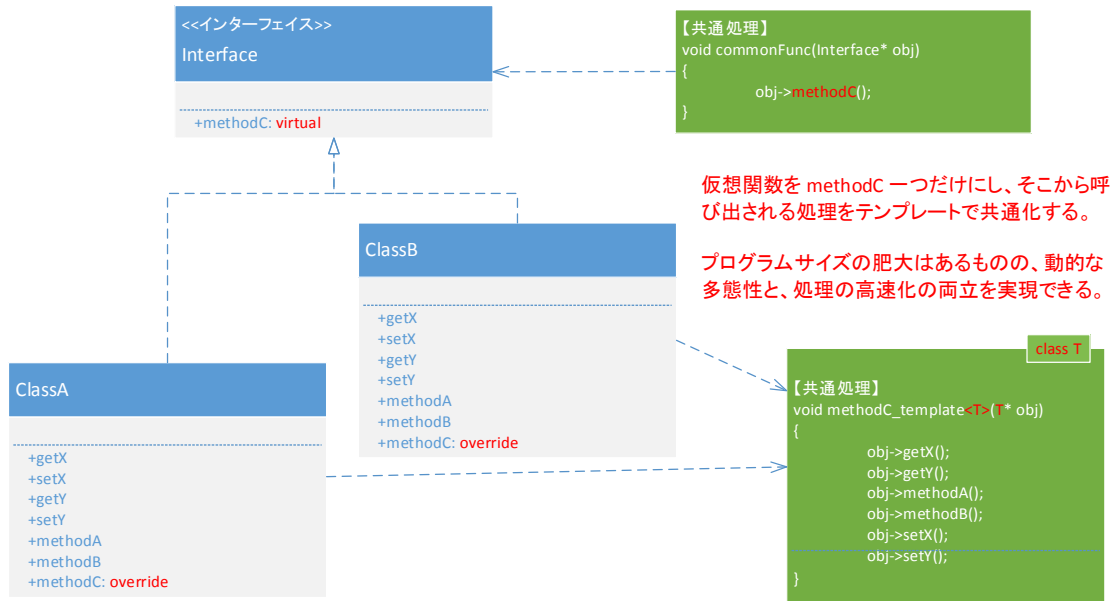 <<インターフェイス>>
Interface
+methodC: virtual
【共通処理】
void commonFunc(Interface* obj)
{
obj->methodC();
}
仮想関数を methodC 一つだけにし、そこから呼
び出される処理をテンプレートで共通化する。
プログラムサイズの肥大はあるものの、動的な
多態性と、処理の高速化の両立を実現できる。
ClassB
+getX
+setX
+getY
+setY
+methodA
+methodB
+methodC: override
ClassA
+getX
+setX
+getY
+setY
+methodA
+methodB
+methodC: override
class T
【共通処理】
void methodC_template<T>(T* obj)
{
obj->getX();
obj->getY();
obj->methodA();
obj->methodB();
obj->setX();
obj->setY();
}